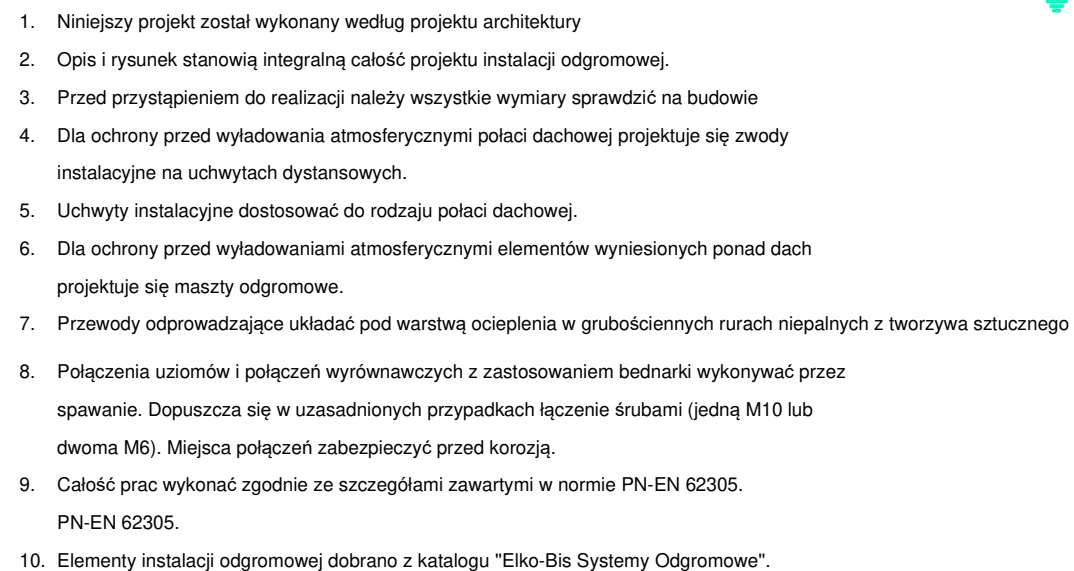 1. Niniejszy projekt został wykonany według projektu architektury
2. Opis i rysunek stanowią integralną całość projektu instalacji odgromowej.
3. Przed przystąpieniem do realizacji należy wszystkie wymiary sprawdzić na budowie
4. Dla ochrony przed wyładowania atmosferycznymi połaci dachowej projektuje się zwody
instalacyjne na uchwytach dystansowych.
5. Uchwyty instalacyjne dostosować do rodzaju połaci dachowej.
6. Dla ochrony przed wyładowaniami atmosferycznymi elementów wyniesionych ponad dach
projektuje się maszty odgromowe.
7. Przewody odprowadzające układać pod warstwą ocieplenia w grubościennych rurach niepalnych z tworzywa sztucznego
8. Połączenia uziomów i połączeń wyrównawczych z zastosowaniem bednarki wykonywać przez
spawanie. Dopuszcza się w uzasadnionych przypadkach łączenie śrubami (jedną M10 lub
dwoma M6). Miejsca połączeń zabezpieczyć przed korozją.
9. Całość prac wykonać zgodnie ze szczegółami zawartymi w normie PN-EN 62305.
PN-EN 62305.
10. Elementy instalacji odgromowej dobrano z katalogu "Elko-Bis Systemy Odgromowe".